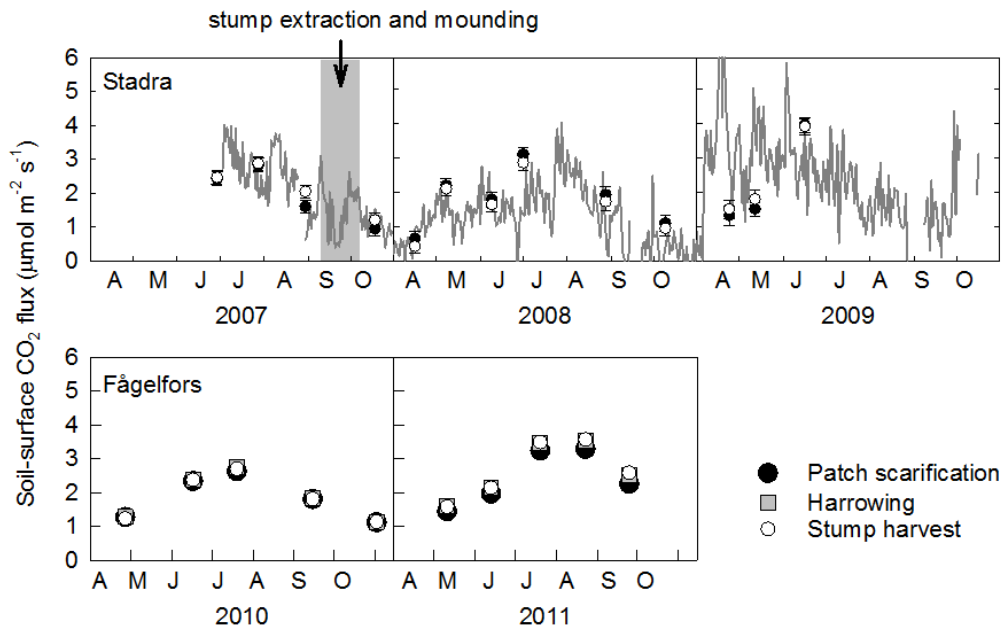 stump extraction and mounding
Soil-surface CO₂ flux (µmol m⁻² s⁻¹)
6
5
4
3
2
1
0
Stadra
A M J J A S O A M J J A S O A M J J A S O
2007 2008 2009
6
5
4
3
2
1
0
Fågelfors
A M J J A S O A M J J A S O
2010 2011
Patch scarification
Harrowing
Stump harvest